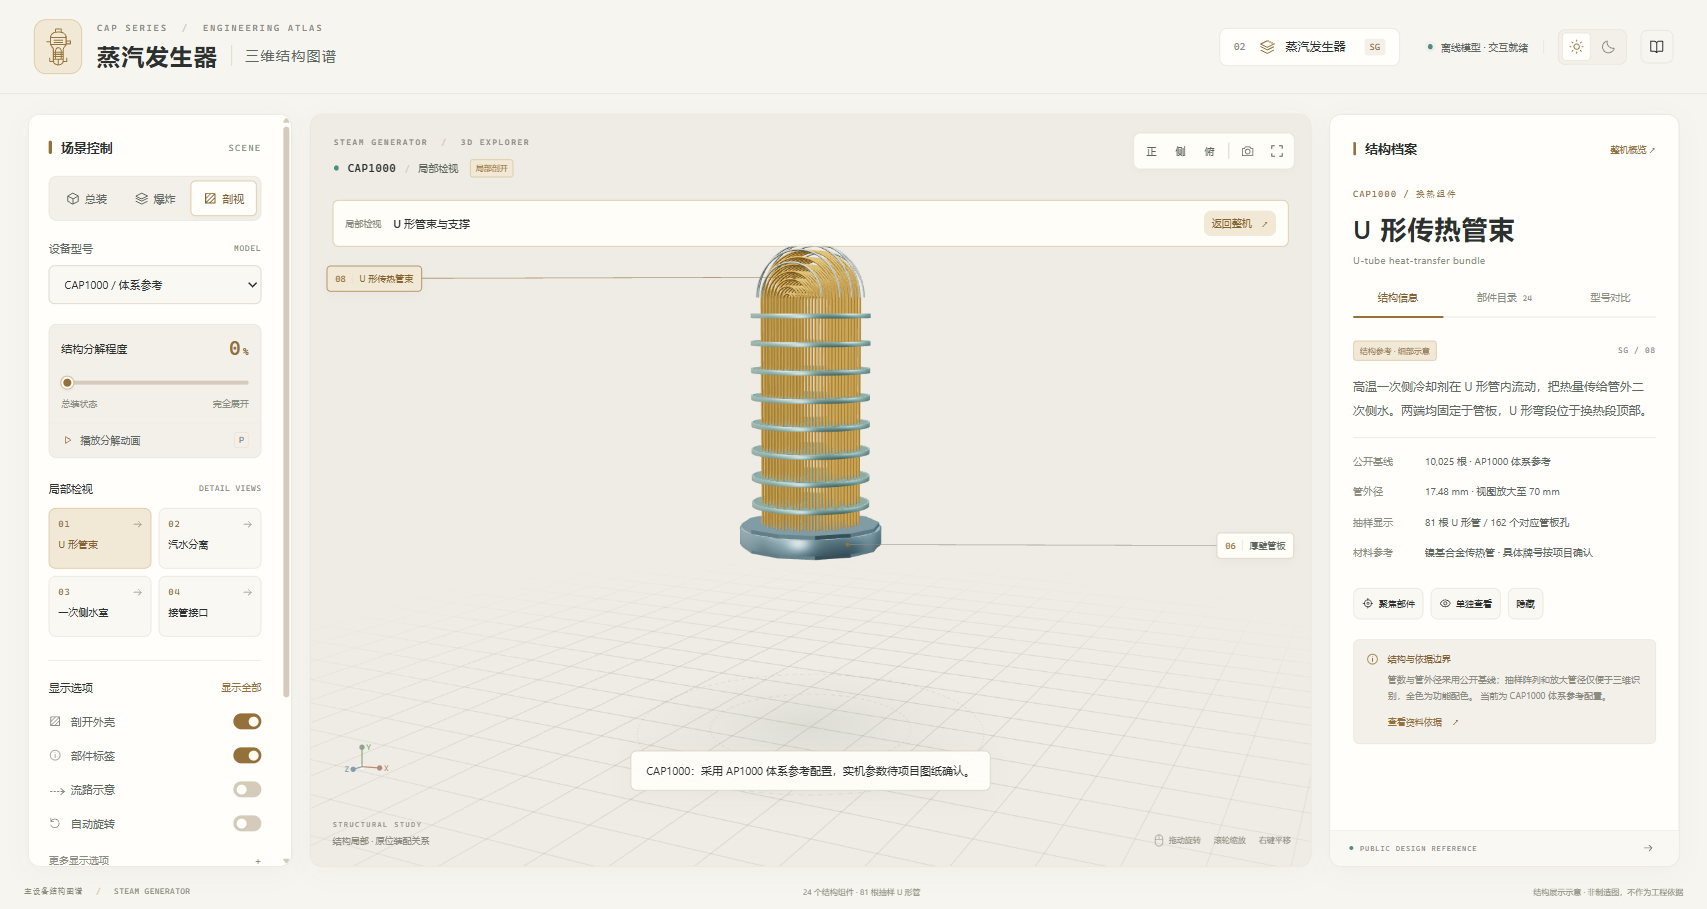 CAP SERIES / ENGINEERING ATLAS
蒸汽发生器 三维结构图谱
02 蒸汽发生器 SG
离线模型 · 交互就绪
场景控制 SCENE
总装 爆炸 剖视
设备型号 MODEL
CAP1000 / 体系参考
结构分解程度 0%
总装状态 完全展开
播放分解动画 P
局部检视 DETAIL VIEWS
01 U 形管束
02 汽水分离
03 一次侧水室
04 接管接口
显示选项 显示全部
剖开外壳
部件标签
流路示意
自动旋转
更多显示选项 +
STEAM GENERATOR / 3D EXPLORER
CAP1000 / 局部检视 局部剖开
正 侧 俯
局部检视 U 形管束与支撑 返回整机 ↗
08 U 形传热管束
06 厚壁管板
Y
Z X
CAP1000：采用 AP1000 体系参考配置，实机参数待项目图纸确认。
STRUCTURAL STUDY
结构局部 · 原位装配关系
拖动旋转 滚轮缩放 右键平移
结构档案 整机概览 ↗
CAP1000 / 换热组件
U 形传热管束
U-tube heat-transfer bundle
结构信息 部件目录 24 型号对比
结构参考 · 细部示意 SG / 08
高温一次侧冷却剂在 U 形管内流动，把热量传给管外二
次侧水。两端均固定于管板，U 形弯段位于换热段顶部。
公开基线 10,025 根 · AP1000 体系参考
管外径 17.48 mm · 视图放大至 70 mm
抽样显示 81 根 U 形管 / 162 个对应管板孔
材料参考 镍基合金传热管 · 具体牌号按项目确认
聚焦部件 单独查看 隐藏
结构与依据边界
管数与管外径采用公开基线；抽样阵列和放大管径仅便于三维识
别，金色为功能配色。 当前为 CAP1000 体系参考配置。
查看资料依据 ↗
PUBLIC DESIGN REFERENCE →
主设备结构图谱 / STEAM GENERATOR
24 个结构组件 · 81 根抽样 U 形管
结构展示示意 · 非制造图，不作为工程依据